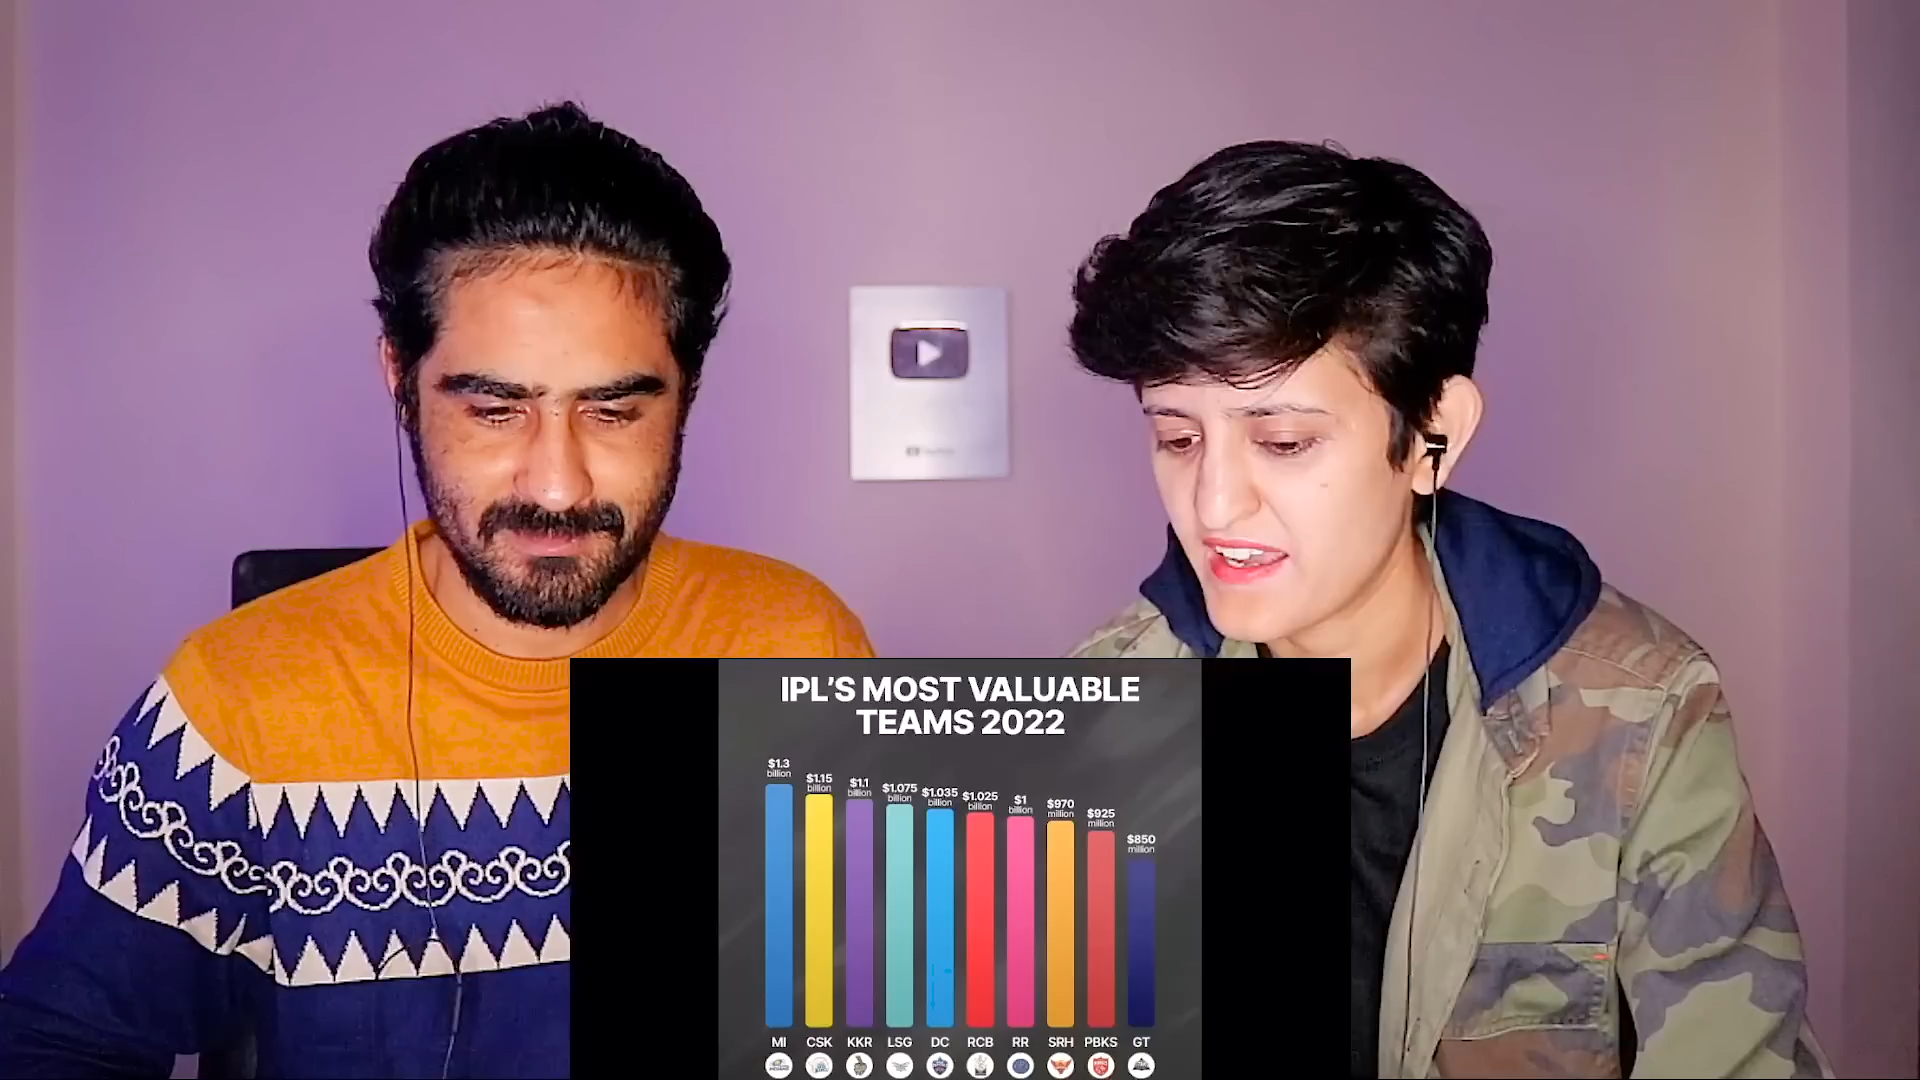 IPL'S MOST VALUABLE
TEAMS 2022
$1.3
billion
$1.15
billion
$1.1
billion
$1.075
billion
$1.035
billion
$1.025
billion
$1
billion
$970
million
$925
million
$850
million
MI CSK KKR LSG DC RCB RR SRH PBKS GT